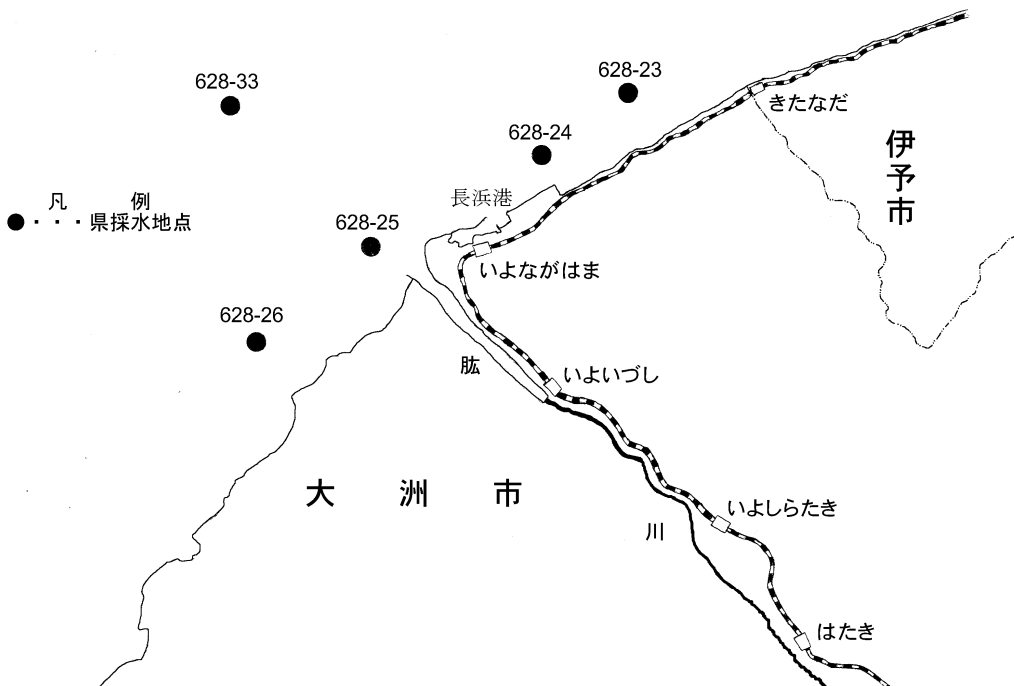 628-33
628-23
きたなだ
628-24
伊予市
凡 例
●・・・県採水地点
長浜港
628-25
いよながはま
628-26
肱
いよいづし
大洲市
いよしらたき
川
はたき